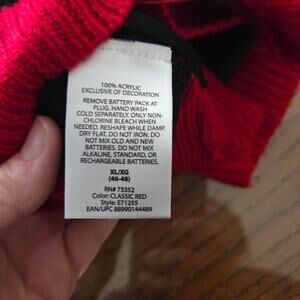 100% ACRYLIC
EXCLUSIVE OF DECORATION
REMOVE BATTERY PACK AT
PLUG. HAND WASH
COLD SEPARATELY. ONLY NON-
CHLORINE BLEACH WHEN
NEEDED. RESHAPE WHILE DAMP.
DRY FLAT. DO NOT IRON. DO
NOT MIX OLD AND NEW
BATTERIES. DO NOT MIX
ALKALINE, STANDARD, OR
RECHARGEABLE BATTERIES.
XL/XG
(46-48)
RN# 73352
Color: CLASSIC RED
Style: E71255
EAN/UPC 88990144489